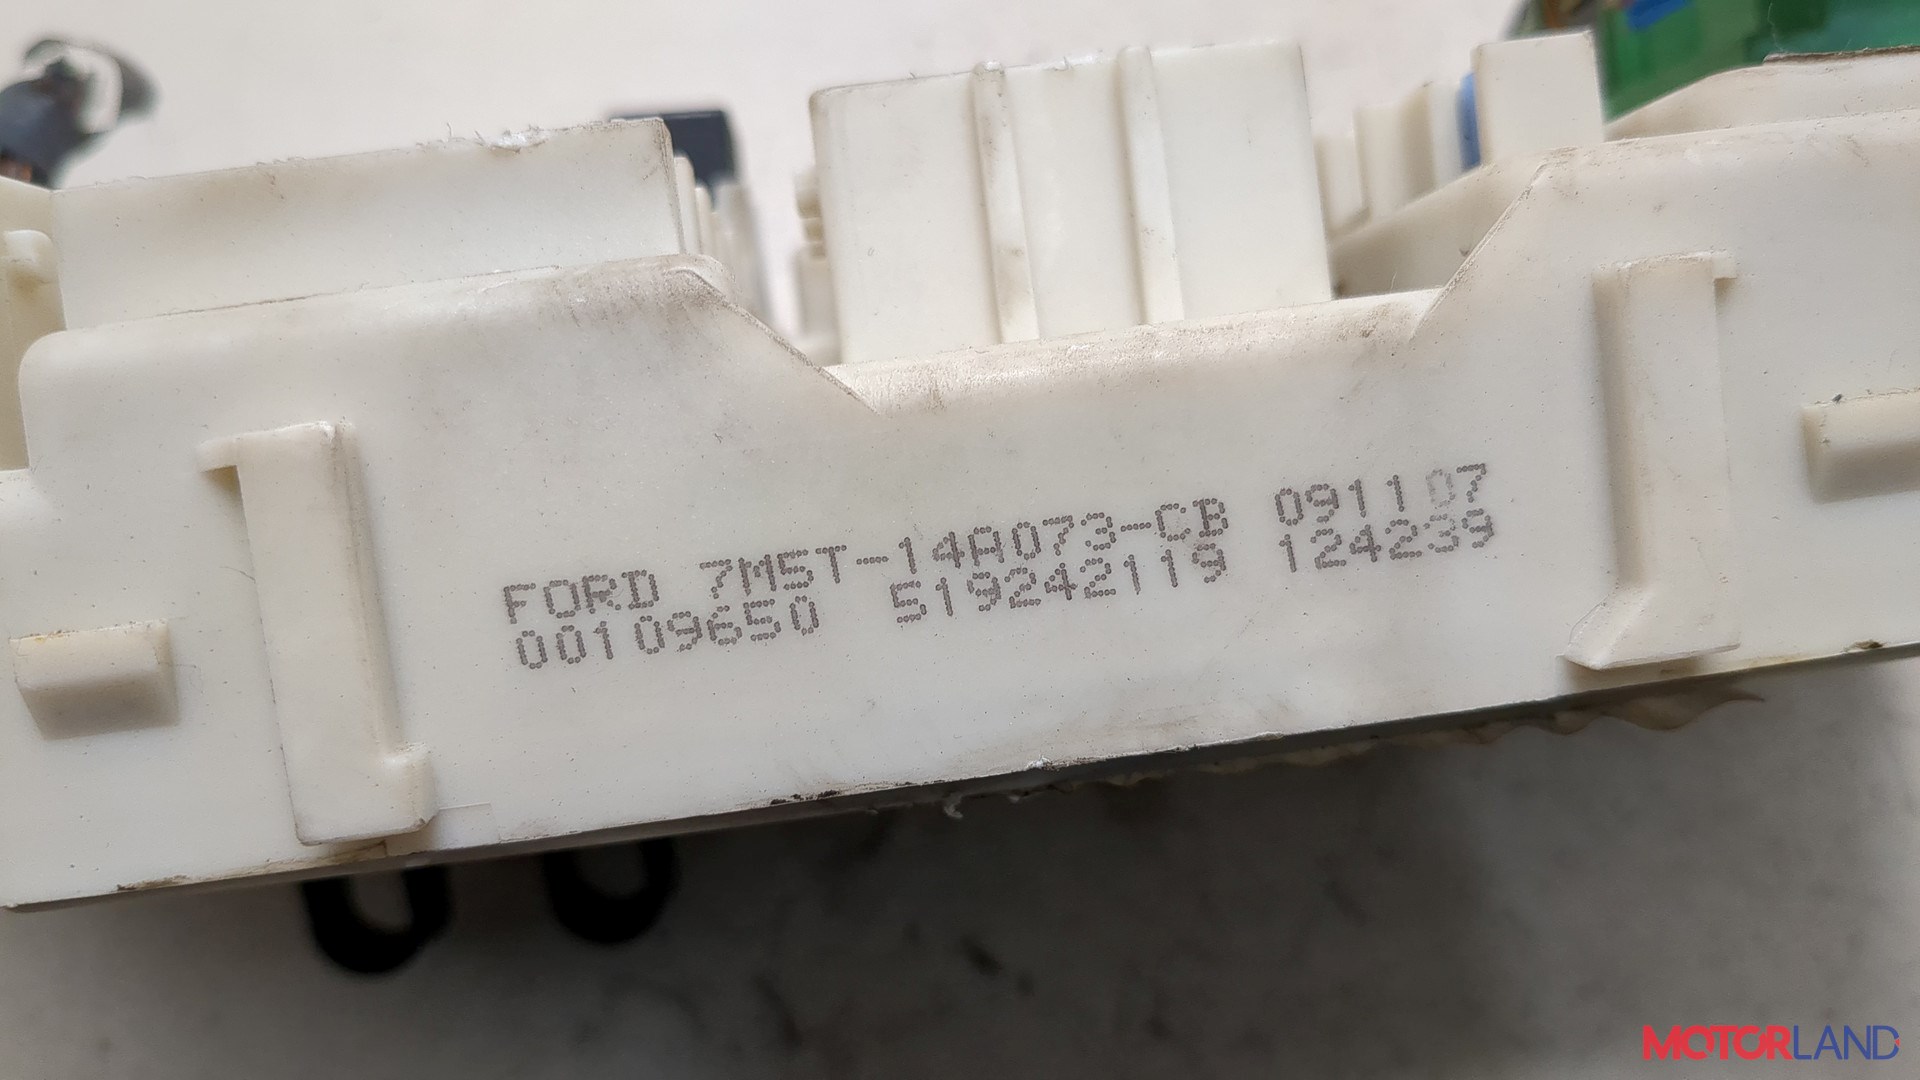 FORD 7M5T-14A073-CB 091107
00109650 519242119 124239
MOTORLAND